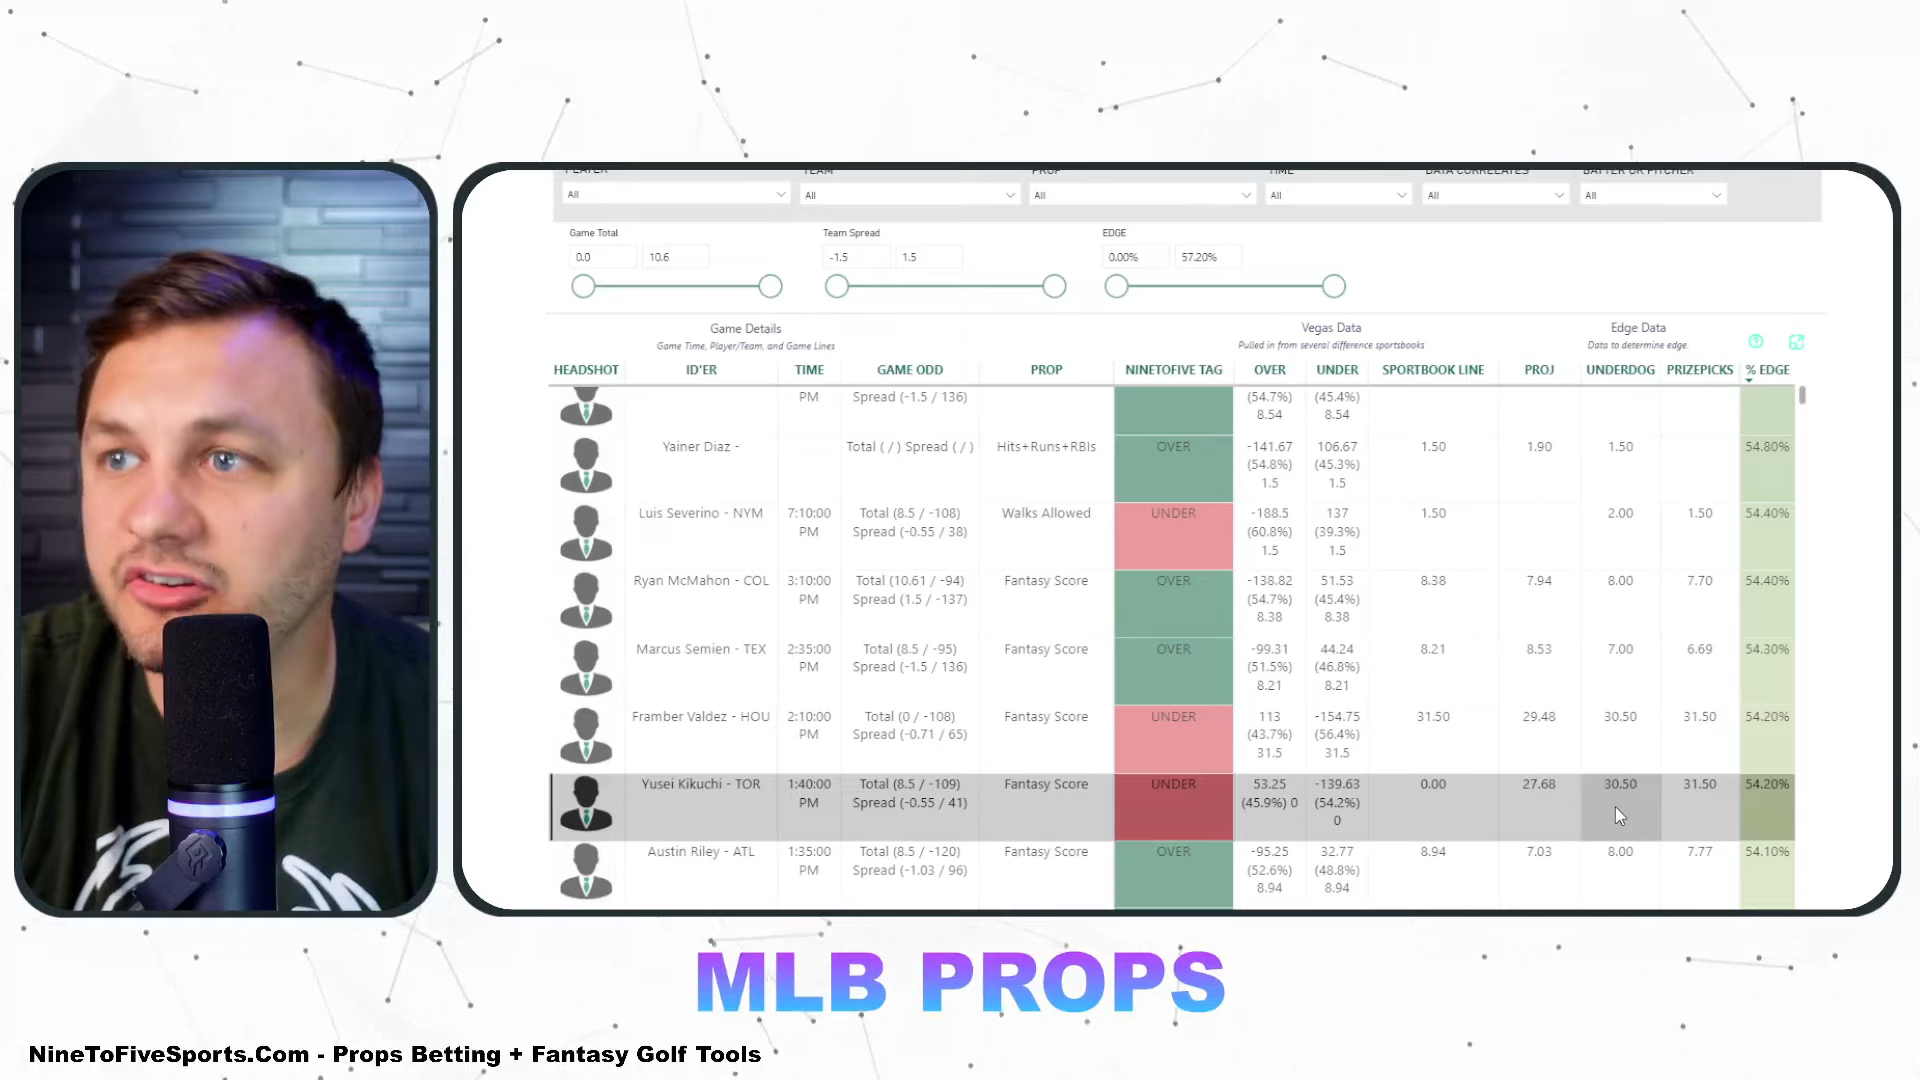 PLAYER TEAM PROP TIME DATA CORRELATES BATTER OR PITCHER
All All All All All All
Game Total Team Spread EDGE
0.0 10.6 -1.5 1.5 0.00% 57.20%
Game Details Vegas Data Edge Data
Game Time, Player/Team, and Game Lines Pulled in from several difference sportsbooks Data to determine edge.
HEADSHOT ID'ER TIME GAME ODD PROP NINETOFIVE TAG OVER UNDER SPORTBOOK LINE PROJ UNDERDOG PRIZEPICKS % EDGE
PM Spread (-1.5 / 136) (54.7%) (45.4%)
8.54 8.54
Yainer Diaz - Total ( / ) Spread ( / ) Hits+Runs+RBIs OVER -141.67 106.67 1.50 1.90 1.50 54.80%
(54.8%) (45.3%)
1.5 1.5
Luis Severino - NYM 7:10:00 Total (8.5 / -108) Walks Allowed UNDER -188.5 137 1.50 2.00 1.50 54.40%
PM Spread (-0.55 / 38) (60.8%) (39.3%)
1.5 1.5
Ryan McMahon - COL 3:10:00 Total (10.61 / -94) Fantasy Score OVER -138.82 51.53 8.38 7.94 8.00 7.70 54.40%
PM Spread (1.5 / -137) (54.7%) (45.4%)
8.38 8.38
Marcus Semien - TEX 2:35:00 Total (8.5 / -95) Fantasy Score OVER -99.31 44.24 8.21 8.53 7.00 6.69 54.30%
PM Spread (-1.5 / 136) (51.5%) (46.8%)
8.21 8.21
Framber Valdez - HOU 2:10:00 Total (0 / -108) Fantasy Score UNDER 113 -154.75 31.50 29.48 30.50 31.50 54.20%
PM Spread (-0.71 / 65) (43.7%) (56.4%)
31.5 31.5
Yusei Kikuchi - TOR 1:40:00 Total (8.5 / -109) Fantasy Score UNDER 53.25 -139.63 0.00 27.68 30.50 31.50 54.20%
PM Spread (-0.55 / 41) (45.9%) 0 (54.2%)
0
Austin Riley - ATL 1:35:00 Total (8.5 / -120) Fantasy Score OVER -95.25 32.77 8.94 7.03 8.00 7.77 54.10%
PM Spread (-1.03 / 96) (52.6%) (48.8%)
8.94 8.94
MLB PROPS
NineToFiveSports.Com - Props Betting + Fantasy Golf Tools